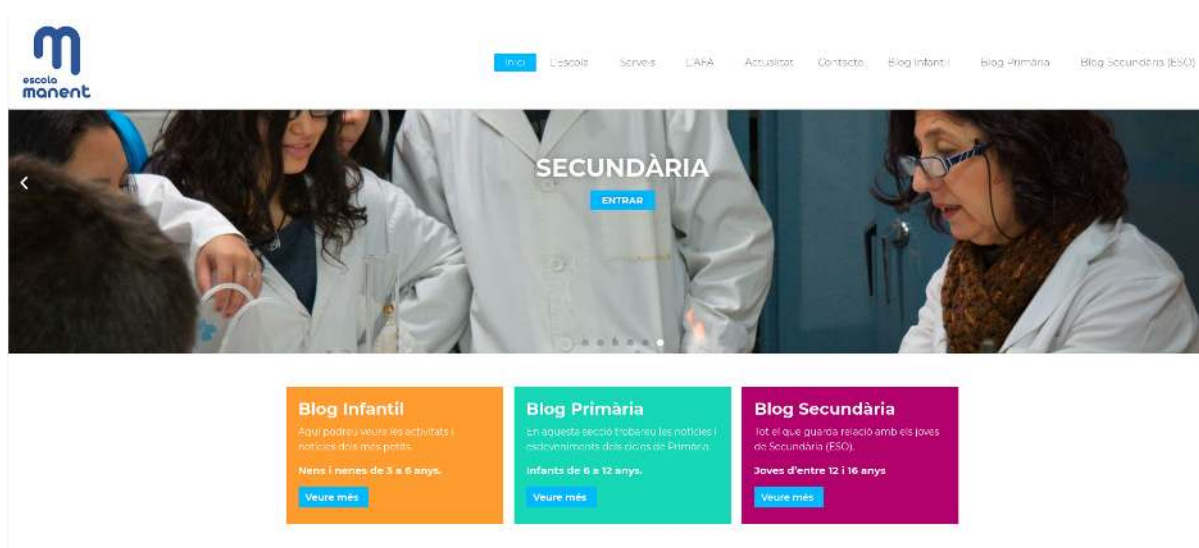 escola
manent
Inici L'Escola Serveis L'AFA Actualitat Contacte Blog Infantil Blog Primària Blog Secundària (ESO)
SECUNDÀRIA
ENTRAR
Blog Infantil
Aquí podreu veure les activitats i
notícies dels més petits.
Nens i nenes de 3 a 6 anys.
Veure més
Blog Primària
En aquesta secció trobareu les notícies i
esdeveniments dels cicles de Primària.
Infants de 6 a 12 anys.
Veure més
Blog Secundària
Tot el que guarda relació amb els joves
de Secundària (ESO).
Joves d'entre 12 i 16 anys
Veure més